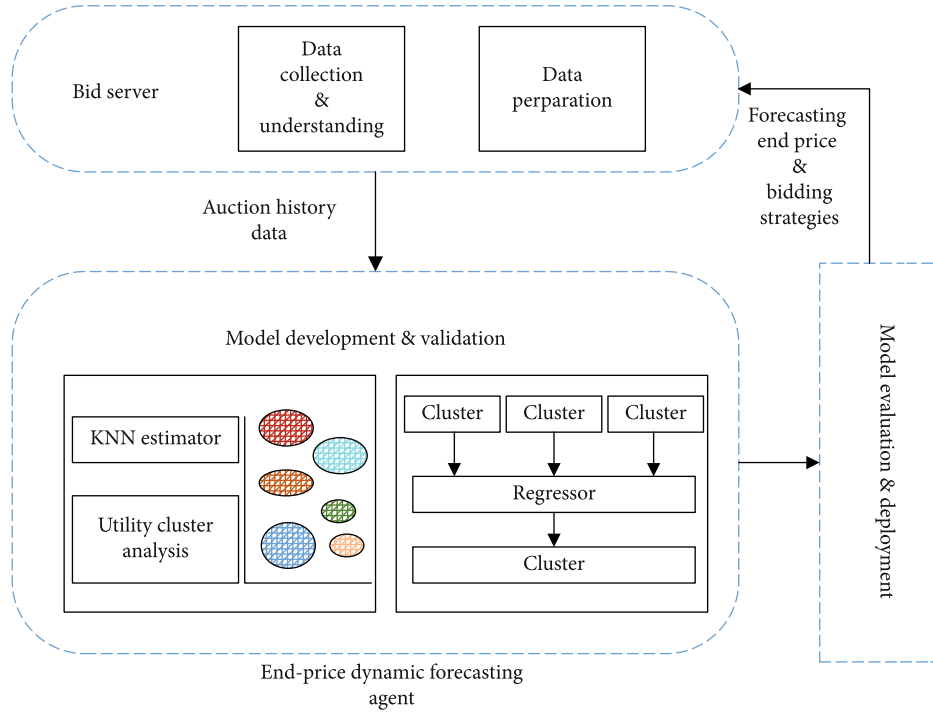 Bid server
Data
collection
&
understanding
Data
perparation
Forecasting
end price
&
bidding
strategies
Auction history
data
Model development & validation
KNN estimator
Utility cluster
analysis
Cluster
Cluster
Cluster
Regressor
Cluster
Model evaluation & deployment
End-price dynamic forecasting
agent